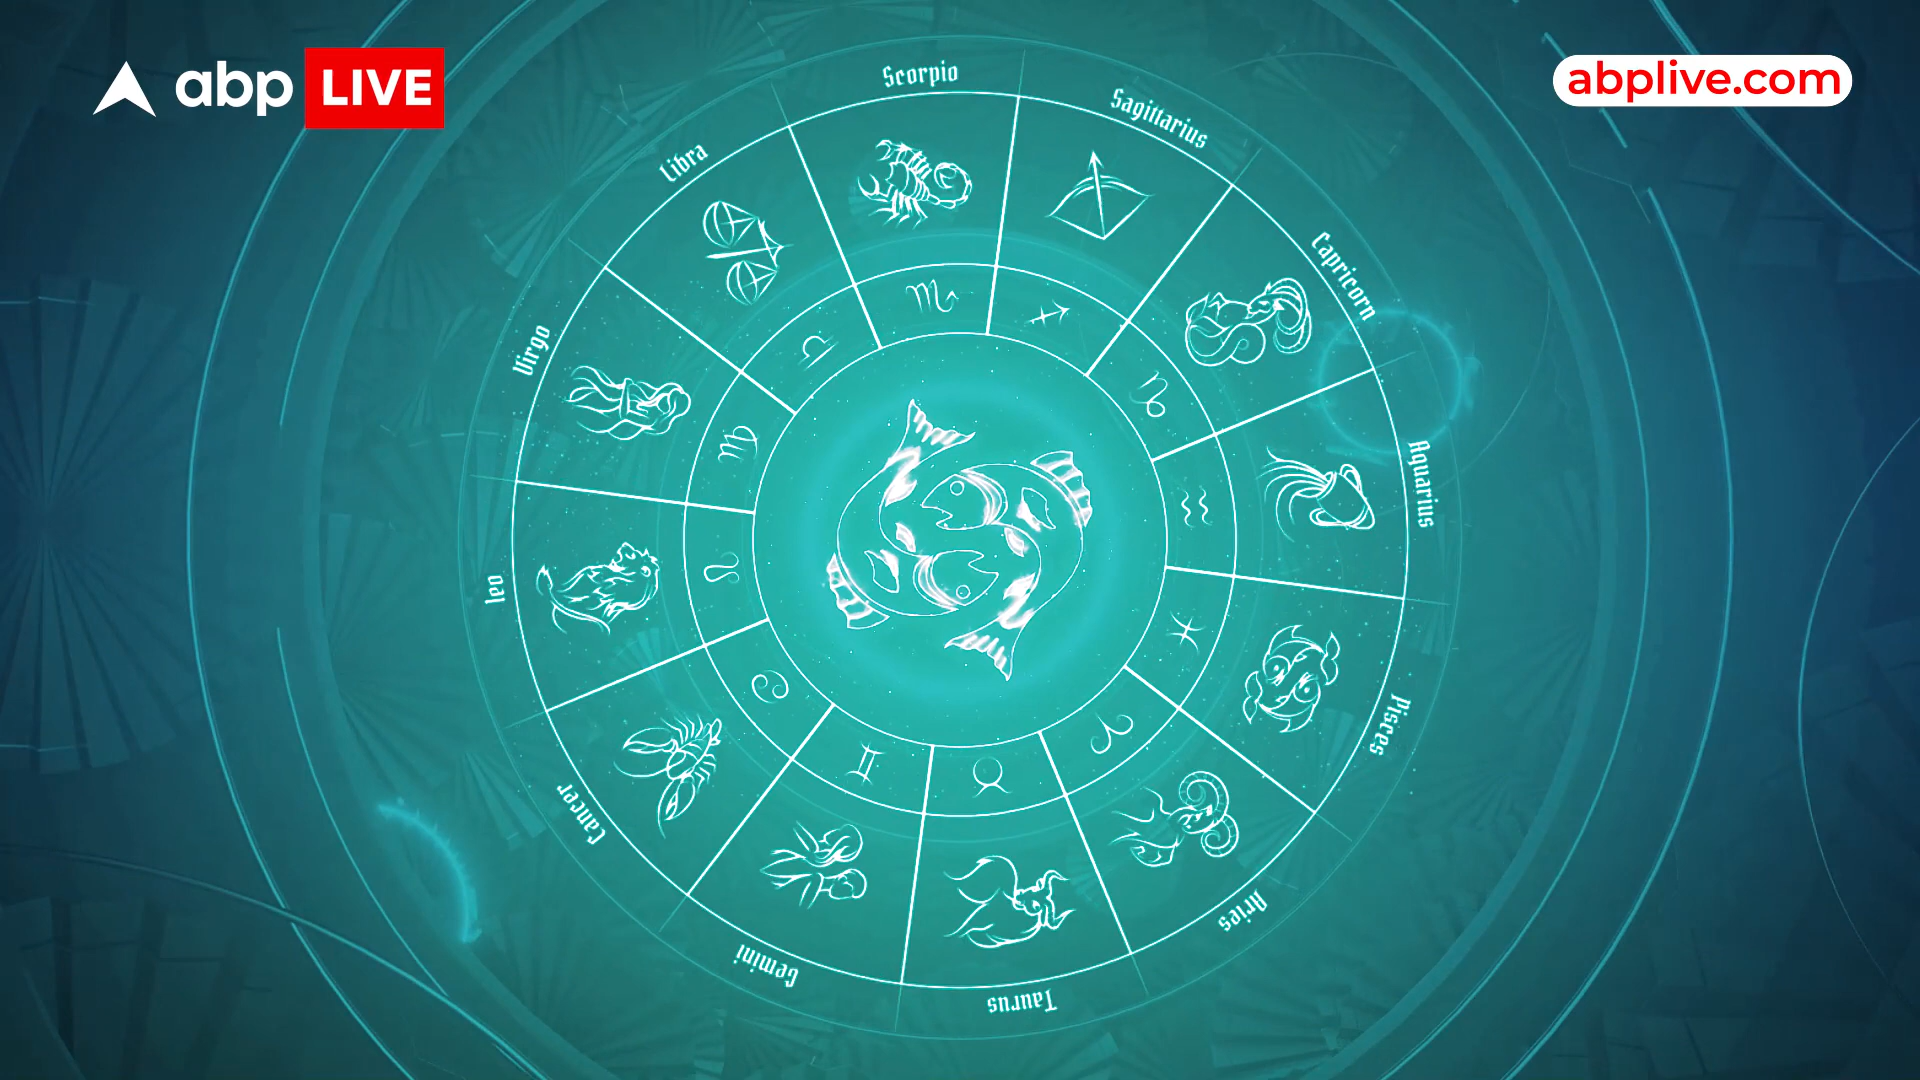 abp LIVE
abplive.com
Scorpio
Sagittarius
Capricorn
Aquarius
Pisces
Aries
Taurus
Gemini
Cancer
Leo
Virgo
Libra